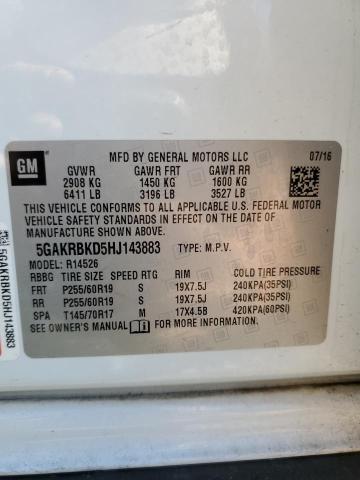 GM
MFD BY GENERAL MOTORS LLC 07/16
GVWR GAWR FRT GAWR RR
2908 KG 1450 KG 1600 KG
6411 LB 3196 LB 3527 LB
THIS VEHICLE CONFORMS TO ALL APPLICABLE U.S. FEDERAL MOTOR
VEHICLE SAFETY AND THEFT PREVENTION STANDARDS IN EFFECT ON THE DATE OF
MANUFACTURE SHOWN ABOVE.
5GAKRBKD5HJ143883 TYPE: M.P.V.
MODEL: R14526
RBBG TIRE SIZE SPEED RTG RIM COLD TIRE PRESSURE
FRT P255/60R19 S 19X7.5J 240KPA(35PSI)
RR P255/60R19 S 19X7.5J 240KPA(35PSI)
SPA T145/70R17 M 17X4.5B 420KPA(60PSI)
SEE OWNER'S MANUAL FOR ADDITIONAL INFORMATION.
5GAKRBKD5HJ143883